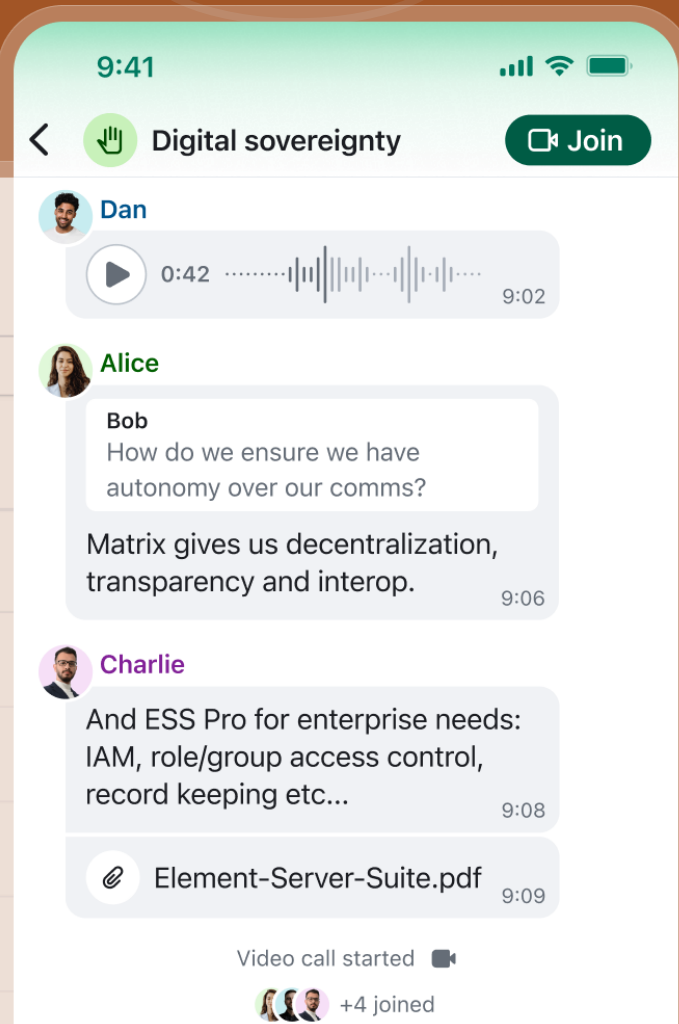 9:41
Digital sovereignty
Join
Dan
0:42
9:02
Alice
Bob
How do we ensure we have
autonomy over our comms?
Matrix gives us decentralization,
transparency and interop.
9:06
Charlie
And ESS Pro for enterprise needs:
IAM, role/group access control,
record keeping etc...
9:08
Element-Server-Suite.pdf
9:09
Video call started
+4 joined